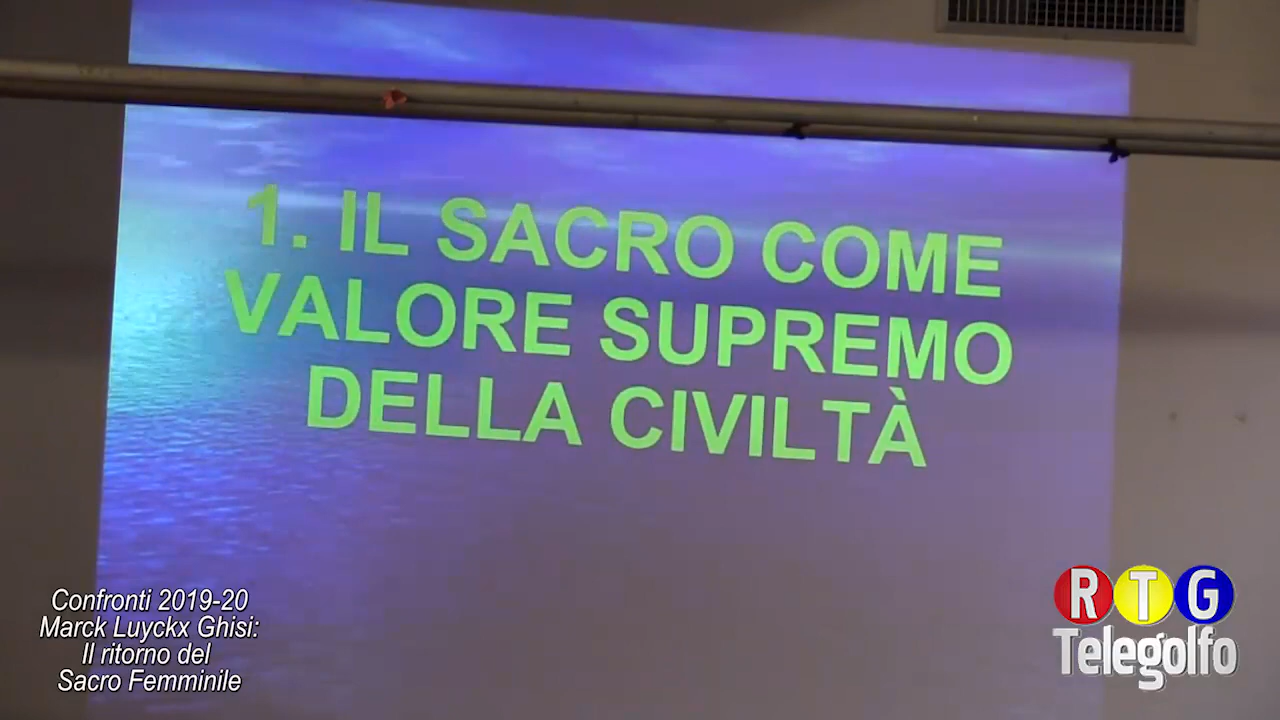 1. IL SACRO COME
VALORE SUPREMO
DELLA CIVILTÀ
Confronti 2019-20
Marck Luyckx Ghisi:
Il ritorno del
Sacro Femminile
RTG
Telegolfo